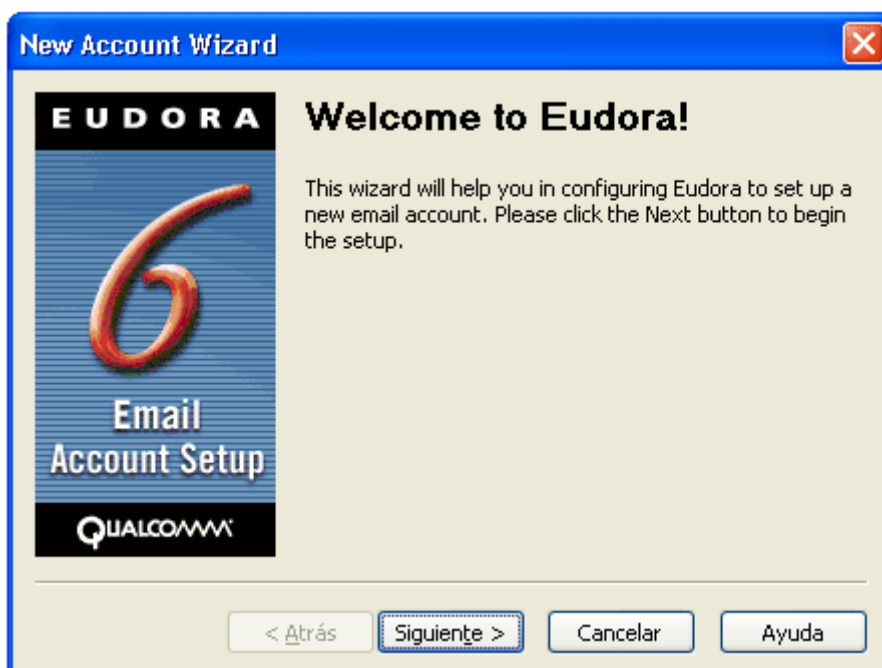 New Account Wizard
EUDORA
6
Email
Account Setup
QUALCOMM
Welcome to Eudora!
This wizard will help you in configuring Eudora to set up a
new email account. Please click the Next button to begin
the setup.
< Atrás
Siguiente >
Cancelar
Ayuda